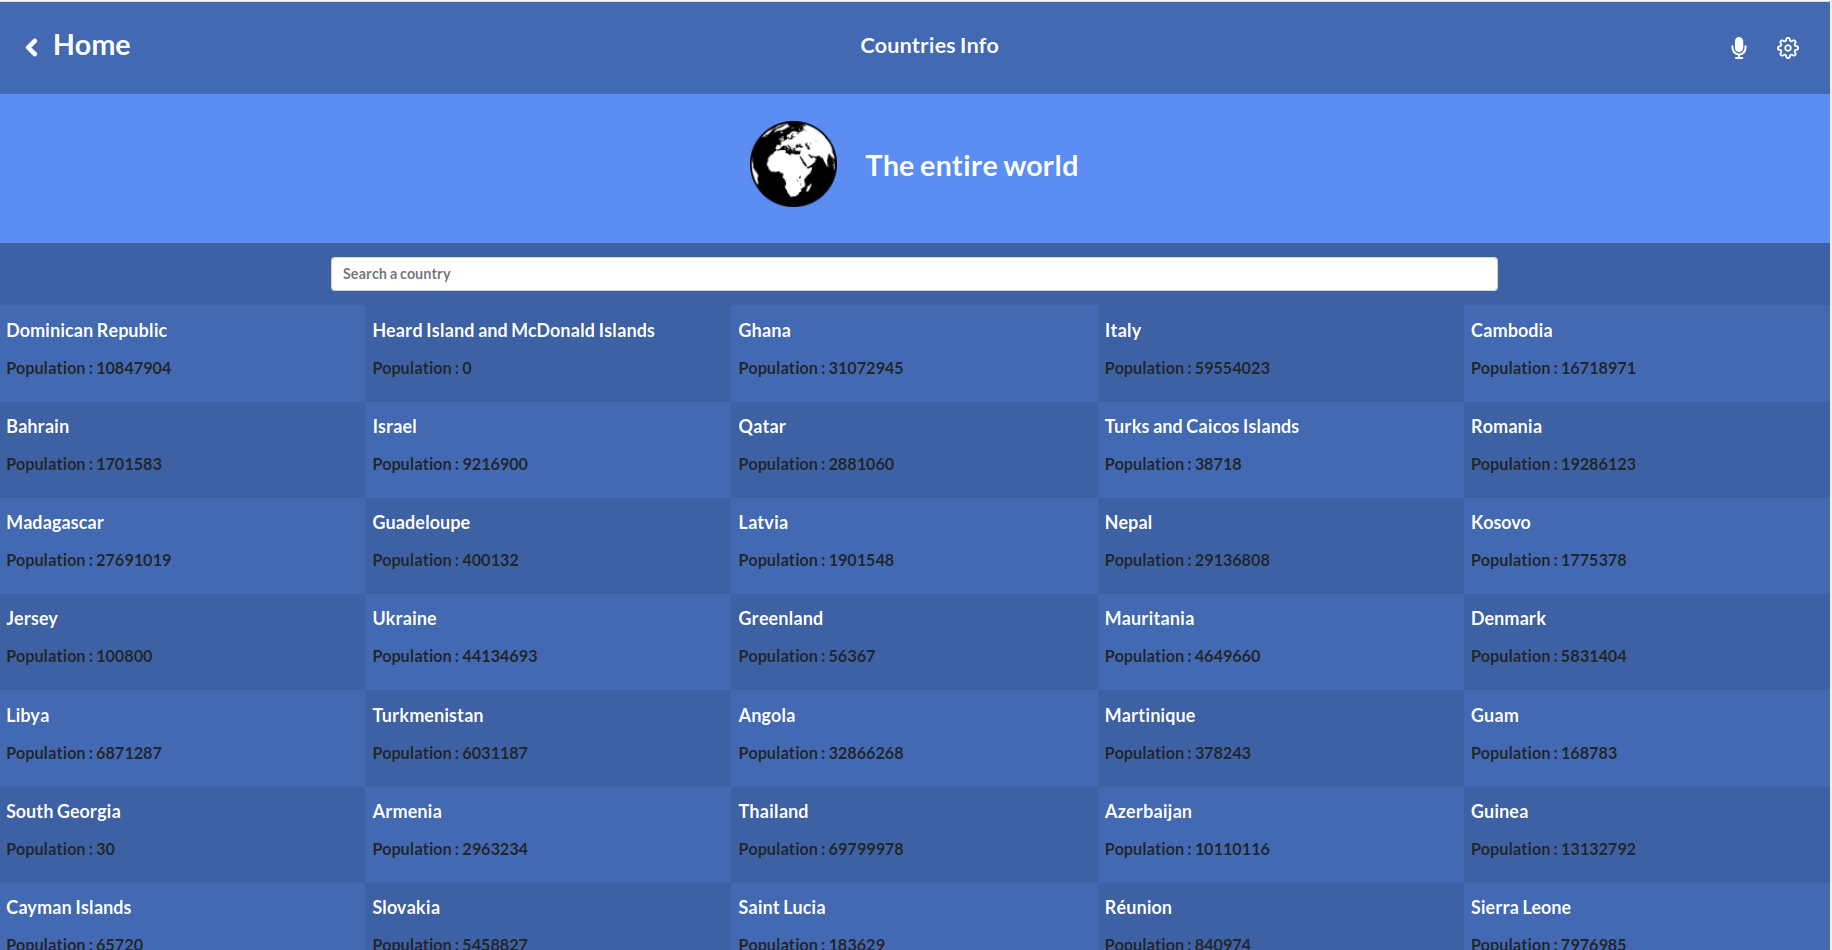 Home
Countries Info
The entire world
Search a country
Dominican Republic
Population : 10847904
Heard Island and McDonald Islands
Population : 0
Ghana
Population : 31072945
Italy
Population : 59554023
Cambodia
Population : 16718971
Bahrain
Population : 1701583
Israel
Population : 9216900
Qatar
Population : 2881060
Turks and Caicos Islands
Population : 38718
Romania
Population : 19286123
Madagascar
Population : 27691019
Guadeloupe
Population : 400132
Latvia
Population : 1901548
Nepal
Population : 29136808
Kosovo
Population : 1775378
Jersey
Population : 100800
Ukraine
Population : 44134693
Greenland
Population : 56367
Mauritania
Population : 4649660
Denmark
Population : 5831404
Libya
Population : 6871287
Turkmenistan
Population : 6031187
Angola
Population : 32866268
Martinique
Population : 378243
Guam
Population : 168783
South Georgia
Population : 30
Armenia
Population : 2963234
Thailand
Population : 69799978
Azerbaijan
Population : 10110116
Guinea
Population : 13132792
Cayman Islands
Population : 65720
Slovakia
Population : 5458827
Saint Lucia
Population : 183629
Réunion
Population : 840974
Sierra Leone
Population : 7976985